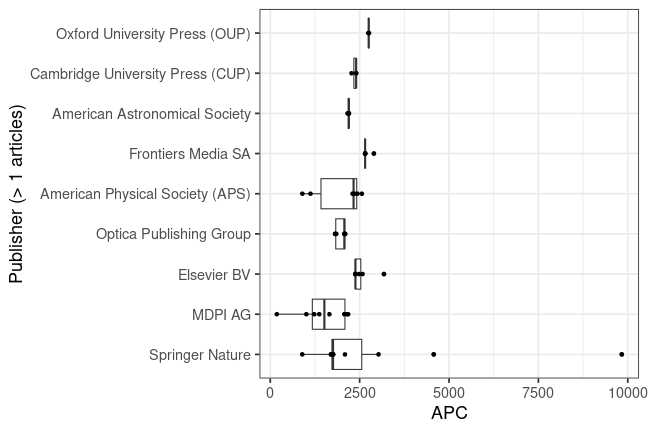 Publisher (> 1 articles)
Oxford University Press (OUP)
Cambridge University Press (CUP)
American Astronomical Society
Frontiers Media SA
American Physical Society (APS)
Optica Publishing Group
Elsevier BV
MDPI AG
Springer Nature
0 2500 5000 7500 10000
APC